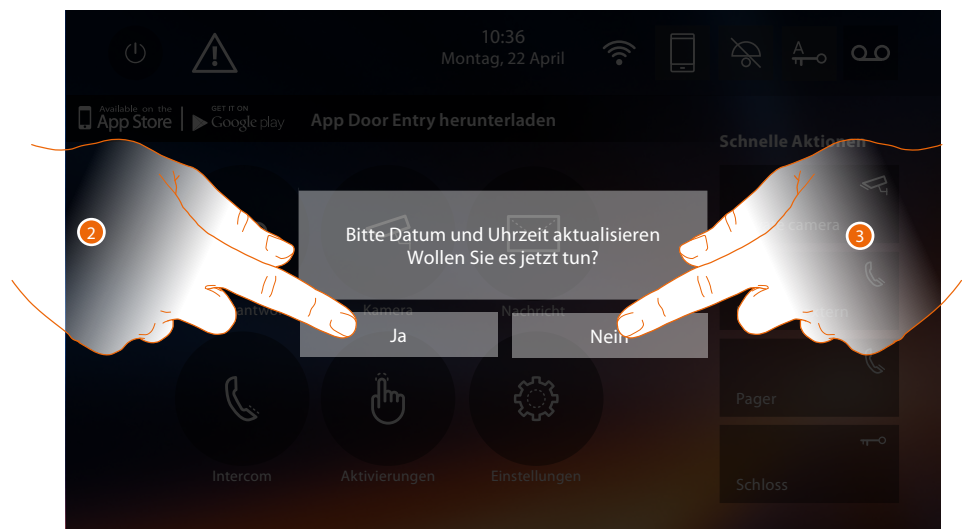 10:36
Montag, 22 April
A
Available on the
App Store
GET IT ON
Google play
App Door Entry herunterladen
Schnelle Aktionen
2
3
camera
Bitte Datum und Uhrzeit aktualisieren
Wollen Sie es jetzt tun?
Kamera
Nachricht
Ja
Nein
Pager
Intercom
Aktivierungen
Einstellungen
Schloss